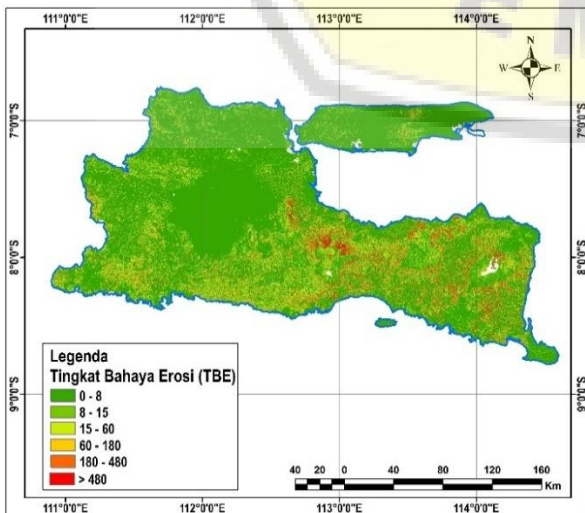 111°0'0"E 112°0'0"E 113°0'0"E 114°0'0"E
N
W E
S
7°0'0"S 7°0'0"S
8°0'0"S 8°0'0"S
9°0'0"S 9°0'0"S
Legenda
Tingkat Bahaya Erosi (TBE)
0 - 8
8 - 15
15 - 60
60 - 180
180 - 480
> 480
40 20 0 40 80 120 160
Km
111°0'0"E 112°0'0"E 113°0'0"E 114°0'0"E